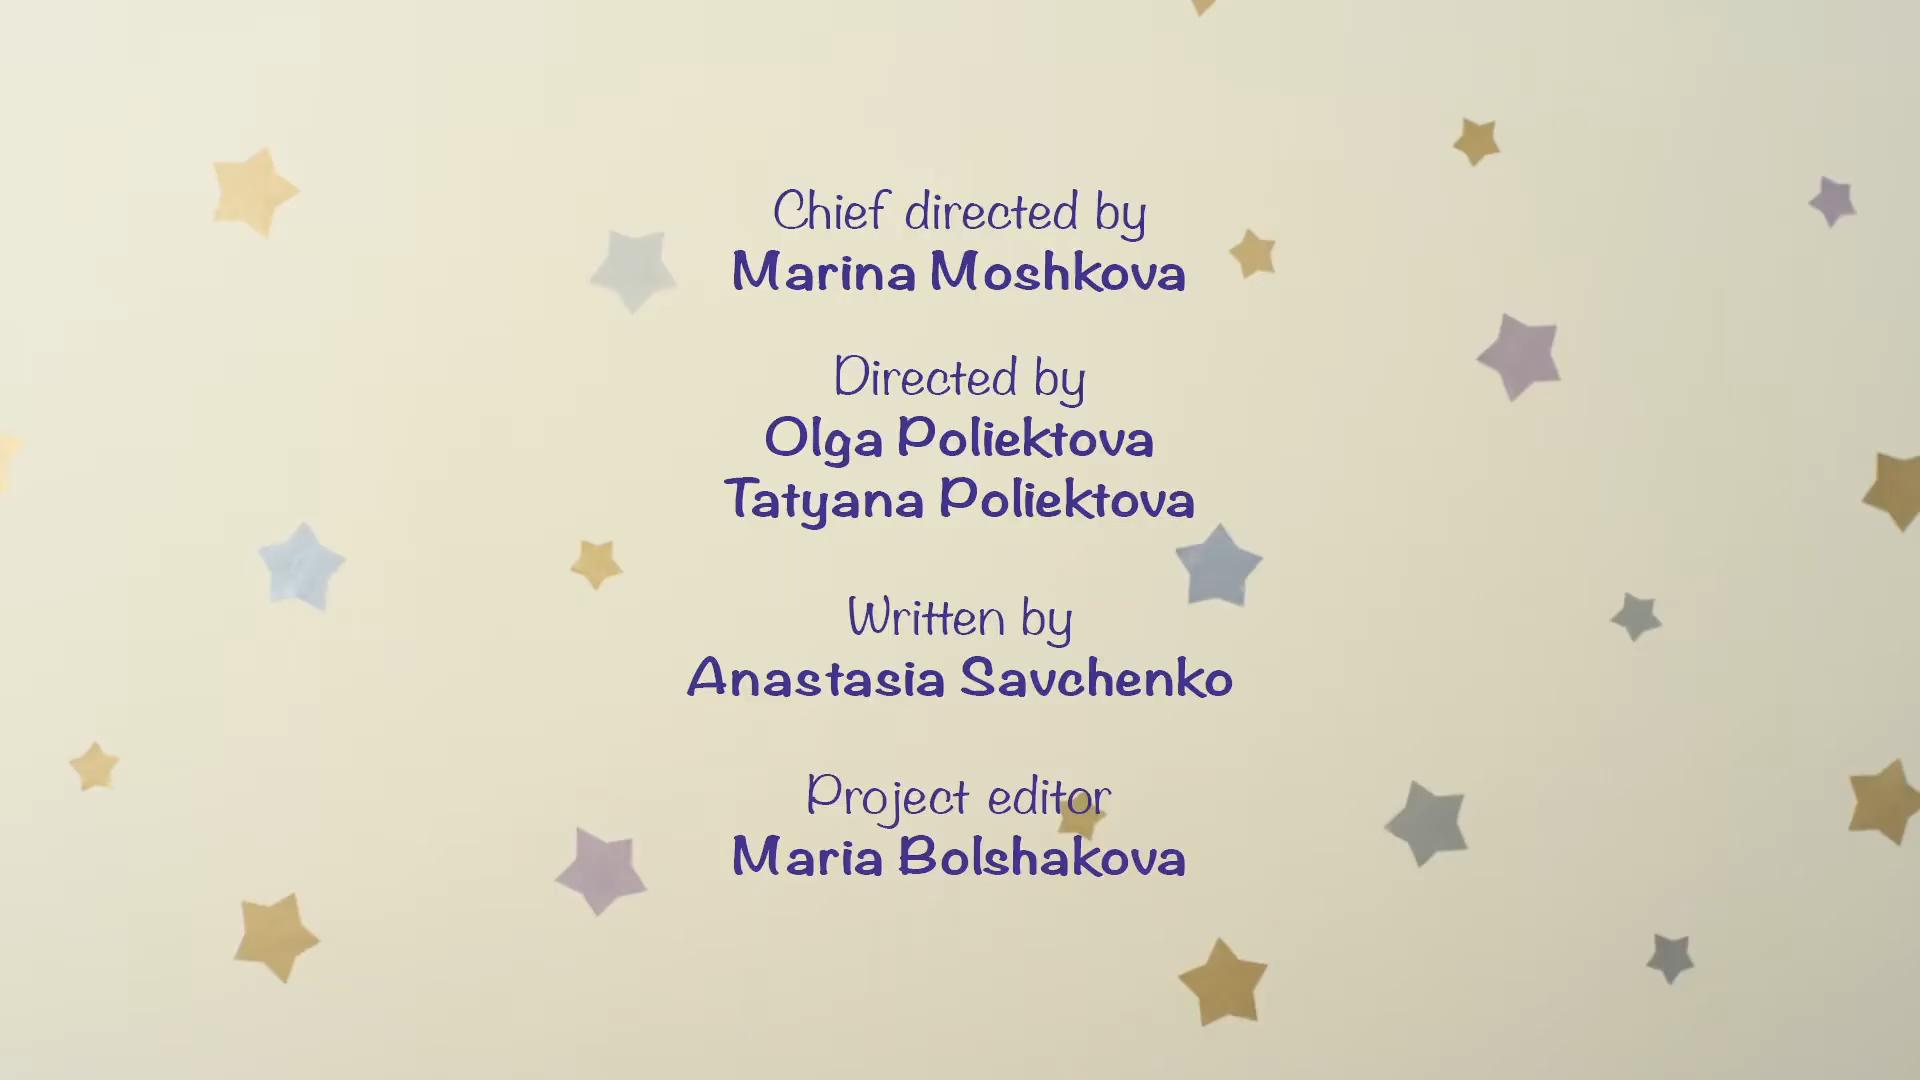 Chief directed by
Marina Moshkova
Directed by
Olga Poliektova
Tatyana Poliektova
Written by
Anastasia Savchenko
Project editor
Maria Bolshakova